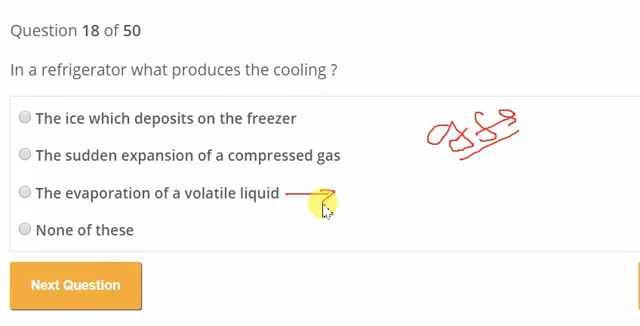 Question 18 of 50
In a refrigerator what produces the cooling ?
The ice which deposits on the freezer
The sudden expansion of a compressed gas
The evaporation of a volatile liquid
None of these
Next Question